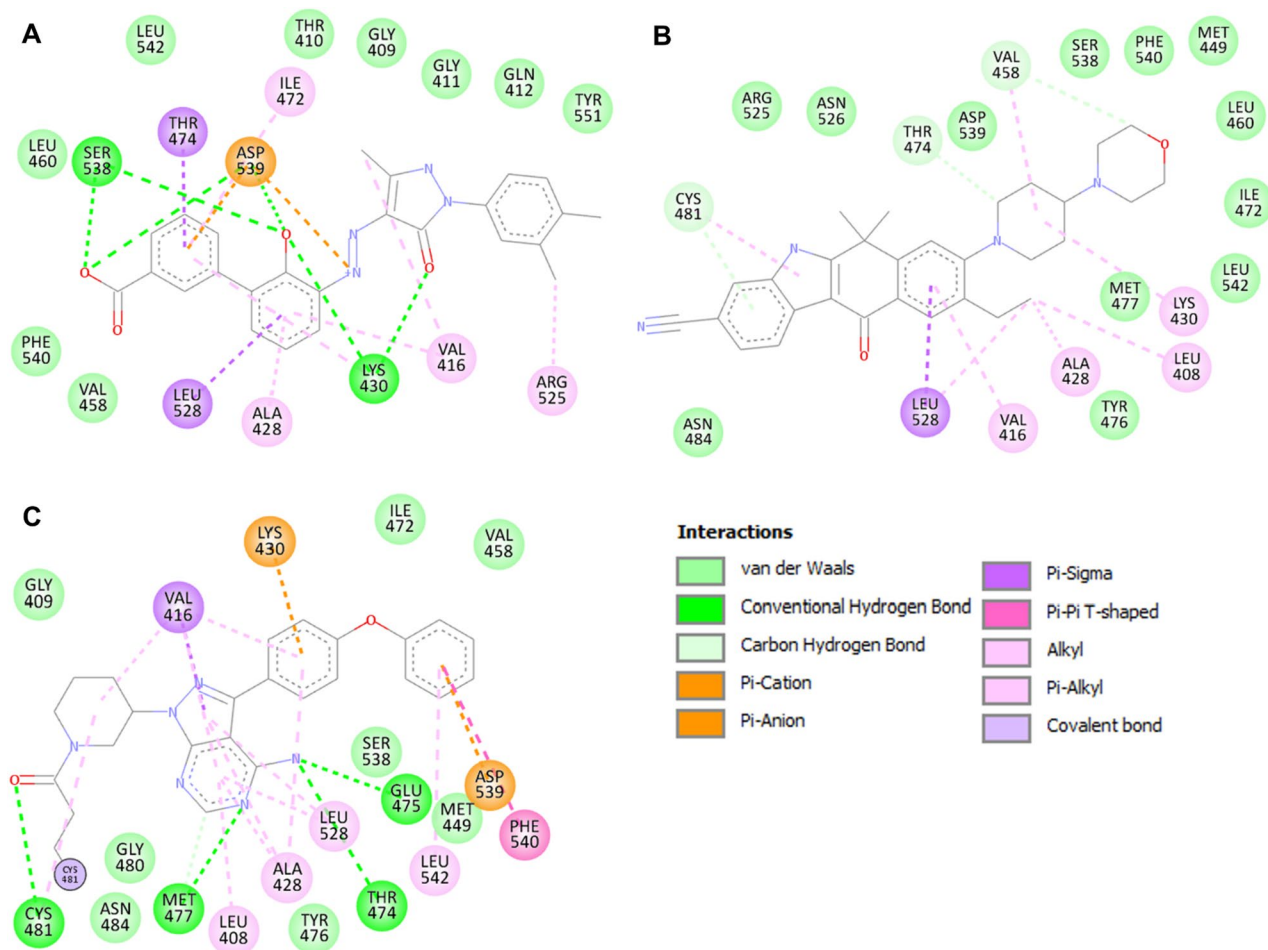 A
LEU
542
THR
410
GLY
409
ILE
472
GLY
411
GLN
412
TYR
551
THR
474
LEU
460
SER
538
ASP
539
N
N
N
N
O
O
O
O
PHE
540
VAL
458
LEU
528
ALA
428
LYS
430
VAL
416
ARG
525
B
VAL
458
SER
538
PHE
540
MET
449
ARG
525
ASN
526
THR
474
ASP
539
LEU
460
O
N
CYS
481
ILE
472
N
N
N
O
MET
477
LEU
542
LYS
430
LEU
408
ALA
428
ASN
484
LEU
528
VAL
416
TYR
476
C
LYS
430
ILE
472
VAL
458
GLY
409
VAL
416
O
N
N
N
O
N
N
N
SER
538
GLU
475
ASP
539
MET
449
PHE
540
LEU
528
LEU
542
CYS
481
GLY
480
ALA
428
CYS
481
ASN
484
MET
477
LEU
408
TYR
476
THR
474
Interactions
van der Waals
Conventional Hydrogen Bond
Carbon Hydrogen Bond
Pi-Cation
Pi-Anion
Pi-Sigma
Pi-Pi T-shaped
Alkyl
Pi-Alkyl
Covalent bond